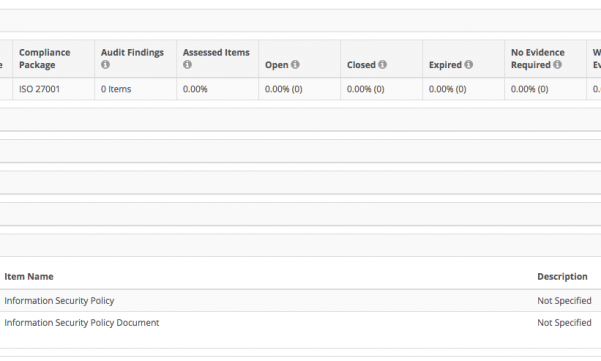 Compliance Package Audit Findings Assessed Items Open Closed Expired No Evidence Required
ISO 27001 0 Items 0.00% 0.00% (0) 0.00% (0) 0.00% (0) 0.00% (0)
Item Name Description
Information Security Policy Not Specified
Information Security Policy Document Not Specified